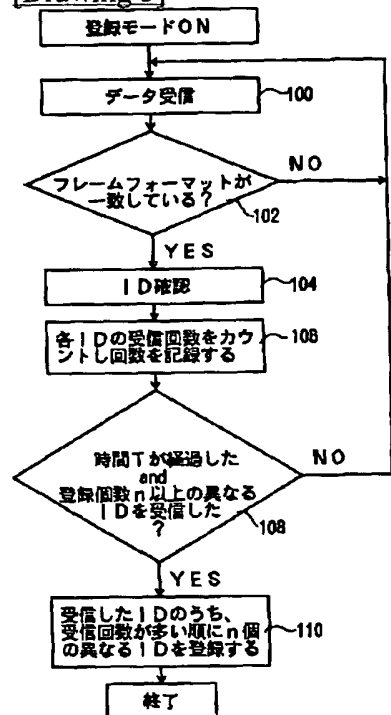 登録モードON
データ受信
100
フレームフォーマットが
一致している?
NO
102
YES
ID確認
104
各IDの受信回数をカウ
ントし回数を記録する
106
時間Tが経過した
and
登録個数n以上の異なる
IDを受信した
?
NO
108
YES
受信したIDのうち、
受信回数が多い順にn個
の異なるIDを登録する
110
終了